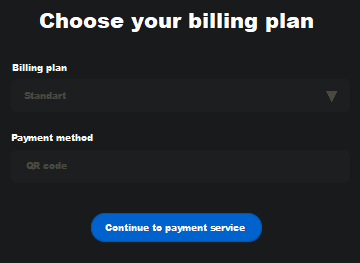 Choose your billing plan
Billing plan
Standart
Payment method
QR code
Continue to payment service